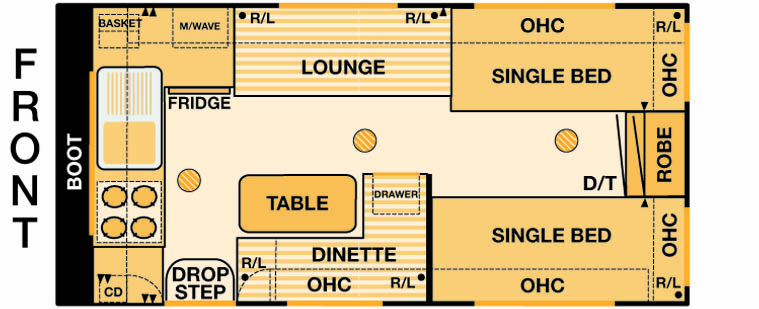 FRONT
BOOT
BASKET
M/WAVE
FRIDGE
R/L
LOUNGE
R/L
OHC
R/L
SINGLE BED
OHC
ROBE
D/T
TABLE
DRAWER
DINETTE
R/L
OHC
R/L
DROP
STEP
CD
SINGLE BED
OHC
OHC
R/L